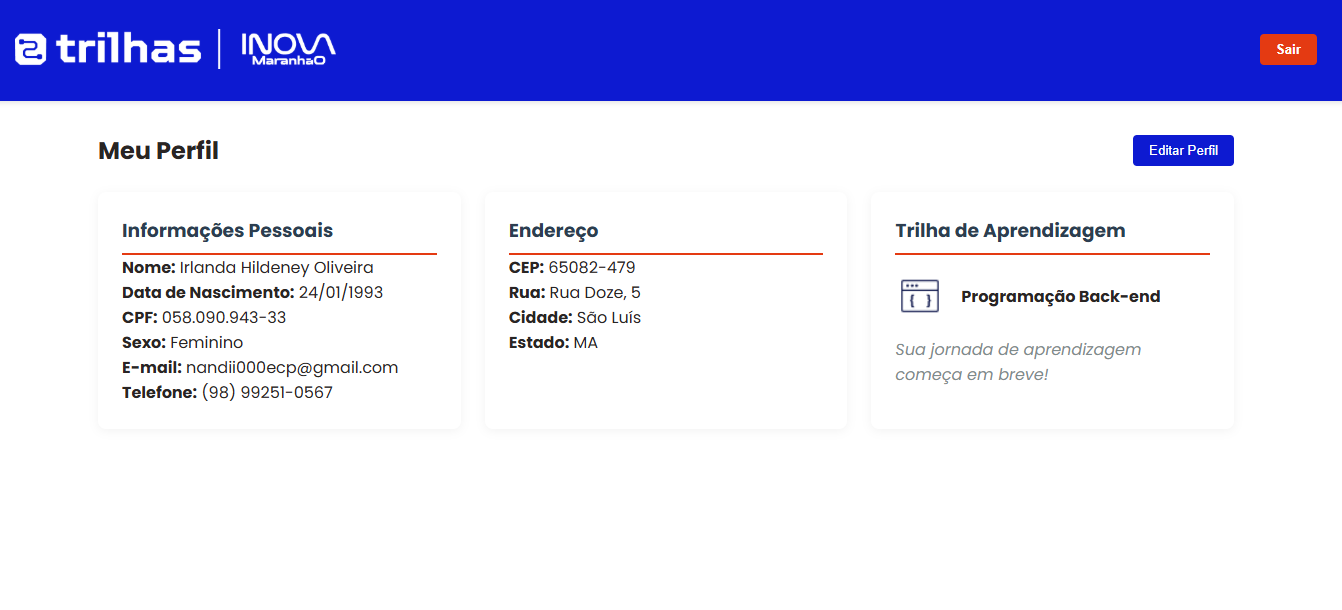 trilhas
INOVA
MaranhãO
Sair
Meu Perfil
Editar Perfil
Informações Pessoais
Nome: Irlanda Hildeney Oliveira
Data de Nascimento: 24/01/1993
CPF: 058.090.943-33
Sexo: Feminino
E-mail: nandii000ecp@gmail.com
Telefone: (98) 99251-0567
Endereço
CEP: 65082-479
Rua: Rua Doze, 5
Cidade: São Luís
Estado: MA
Trilha de Aprendizagem
{ }
Programação Back-end
Sua jornada de aprendizagem
começa em breve!